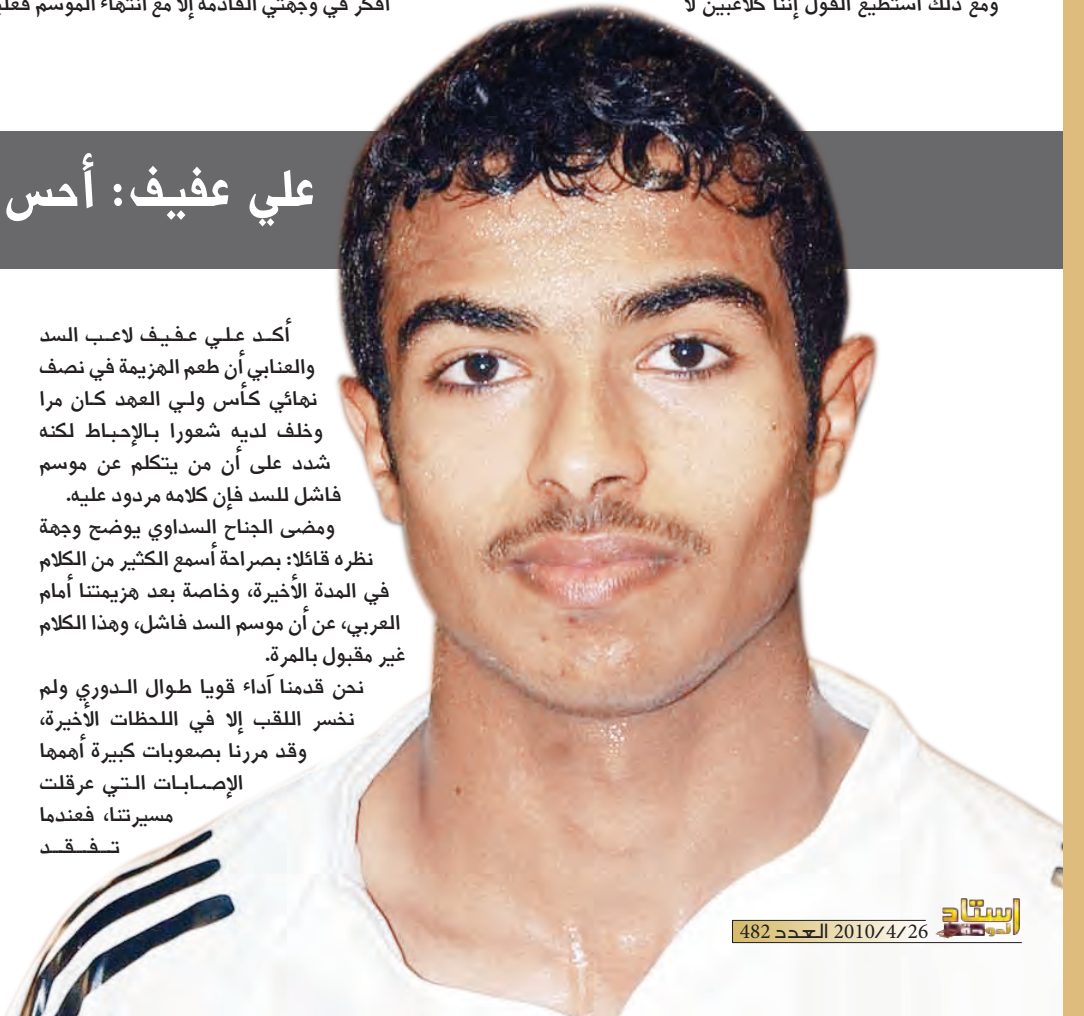 ومع ذلك أستطيع القول إننا كلاعبين لا
أفكر في وجهتي القادمة إلا مع انتهاء الموسم
علي عفيف: أحس
أكد علي عفيف لاعب السد
والعنابي أن طعم الهزيمة في نصف
نهائي كأس ولي العهد كان مرا
وخلف لديه شعورا بالإحباط لكنه
شدد على أن من يتكلم عن موسم
فاشل للسد فإن كلامه مردود عليه.
ومضى الجناح السداوي يوضح وجهة
نظره قائلا: بصراحة أسمع الكثير من الكلام
في المدة الأخيرة، وخاصة بعد هزيمتنا أمام
العربي، عن أن موسم السد فاشل، وهذا الكلام
غير مقبول بالمرة.
نحن قدمنا آداء قويا طوال الدوري ولم
نخسر اللقب إلا في اللحظات الأخيرة،
وقد مررنا بصعوبات كبيرة أهمها
الإصابات التي عرقلت
مسيرتنا، فعندما
تفقد
استاد
الدوحة
2010/4/26 العدد 482